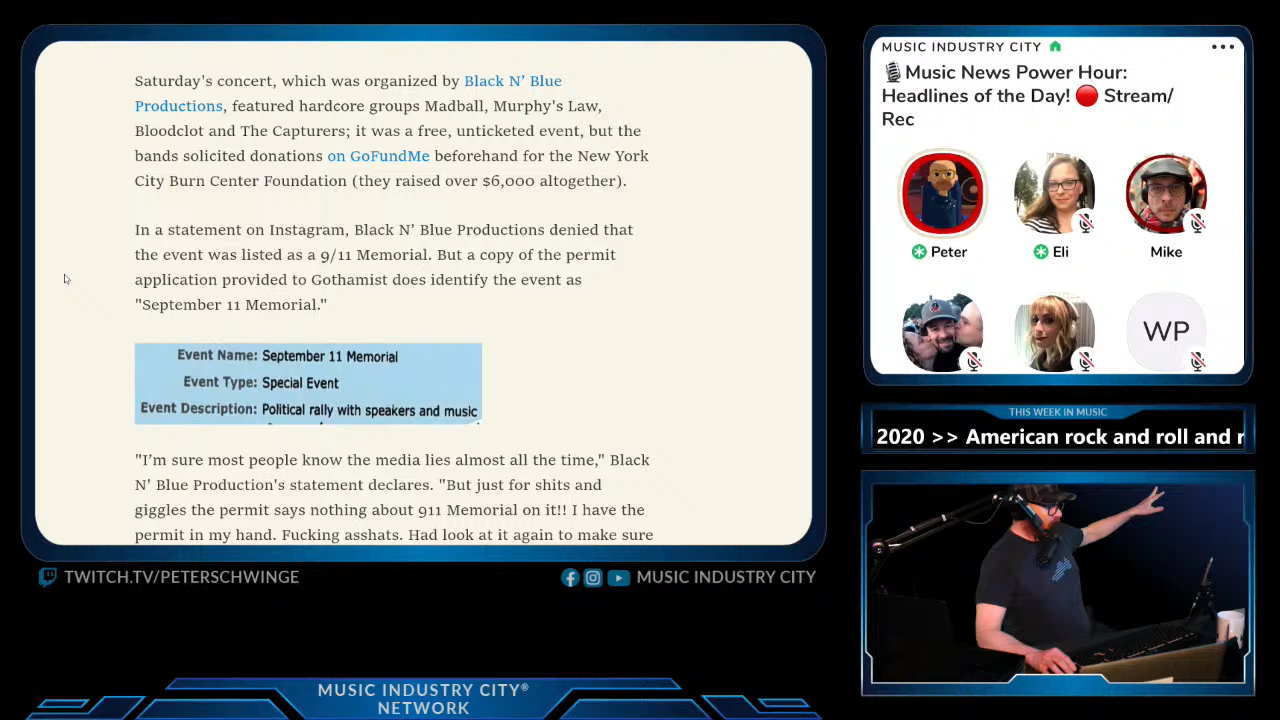 Saturday's concert, which was organized by Black N’ Blue
Productions, featured hardcore groups Madball, Murphy's Law,
Bloodclot and The Capturers; it was a free, unticketed event, but the
bands solicited donations on GoFundMe beforehand for the New York
City Burn Center Foundation (they raised over $6,000 altogether).
In a statement on Instagram, Black N’ Blue Productions denied that
the event was listed as a 9/11 Memorial. But a copy of the permit
application provided to Gothamist does identify the event as
"September 11 Memorial."
Event Name: September 11 Memorial
Event Type: Special Event
Event Description: Political rally with speakers and music
"I’m sure most people know the media lies almost all the time," Black
N' Blue Production's statement declares. "But just for shits and
giggles the permit says nothing about 911 Memorial on it!! I have the
permit in my hand. Fucking asshats. Had look at it again to make sure
TWITCH.TV/PETERSCHWINGE
MUSIC INDUSTRY CITY
MUSIC INDUSTRY CITY®
NETWORK
MUSIC INDUSTRY CITY
Music News Power Hour:
Headlines of the Day! Stream/
Rec
Peter
Eli
Mike
WP
THIS WEEK IN MUSIC
2020 >> American rock and roll and r